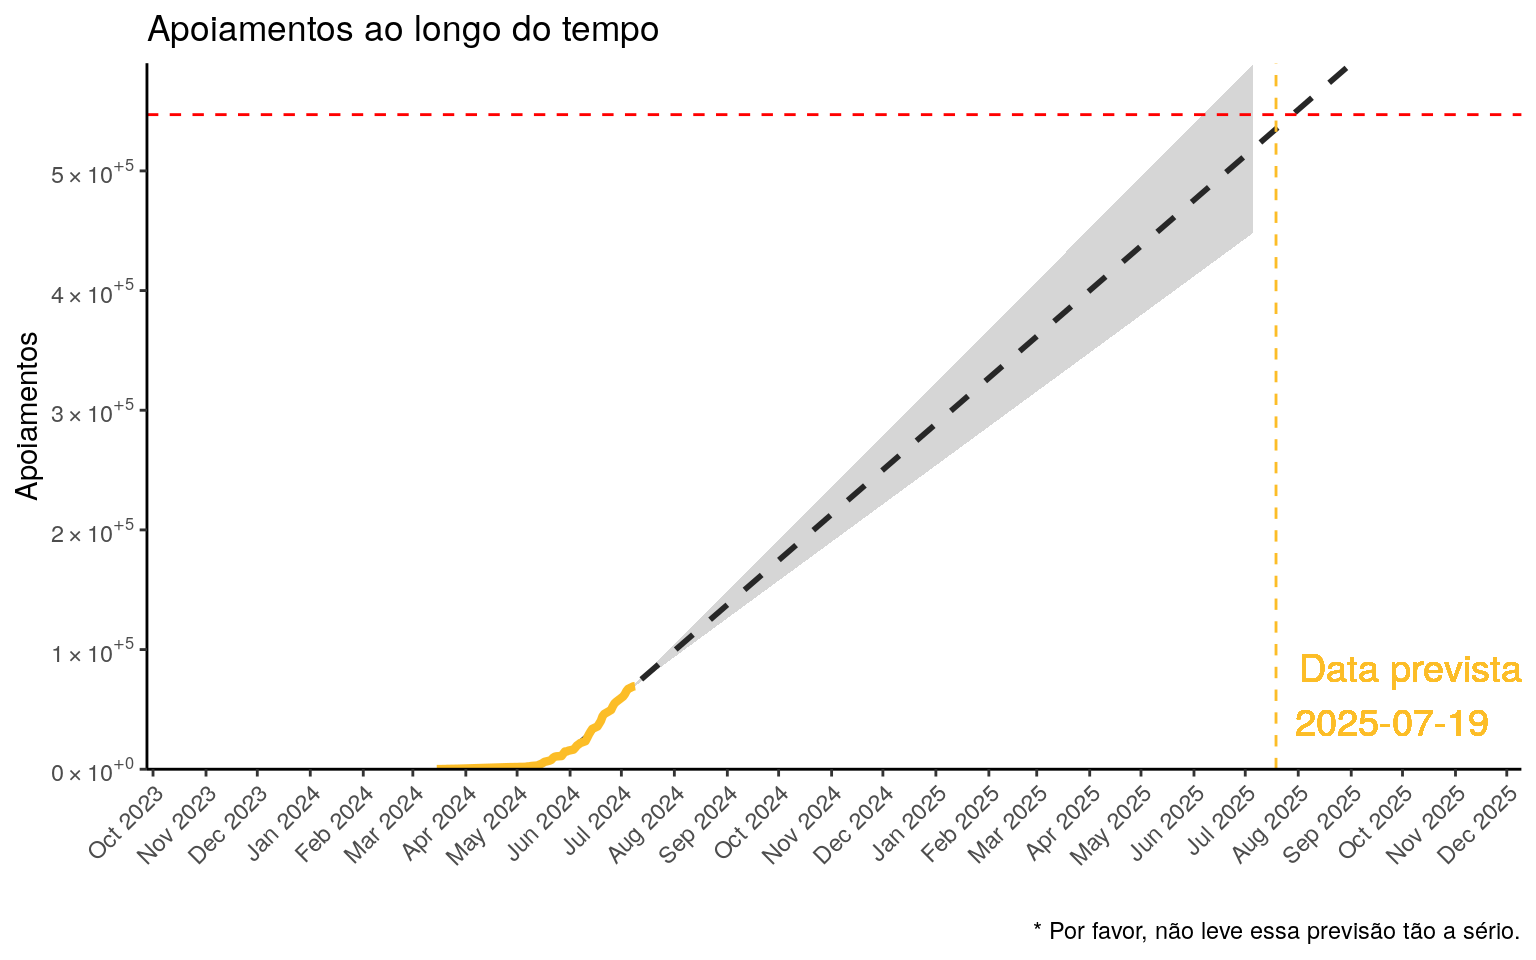 Apoiamentos ao longo do tempo
Apoiamentos
5 × 10⁺⁵
4 × 10⁺⁵
3 × 10⁺⁵
2 × 10⁺⁵
1 × 10⁺⁵
0 × 10⁺⁰
Data prevista
2025-07-19
Oct 2023
Nov 2023
Dec 2023
Jan 2024
Feb 2024
Mar 2024
Apr 2024
May 2024
Jun 2024
Jul 2024
Aug 2024
Sep 2024
Oct 2024
Nov 2024
Dec 2024
Jan 2025
Feb 2025
Mar 2025
Apr 2025
May 2025
Jun 2025
Jul 2025
Aug 2025
Sep 2025
Oct 2025
Nov 2025
Dec 2025
* Por favor, não leve essa previsão tão a sério.